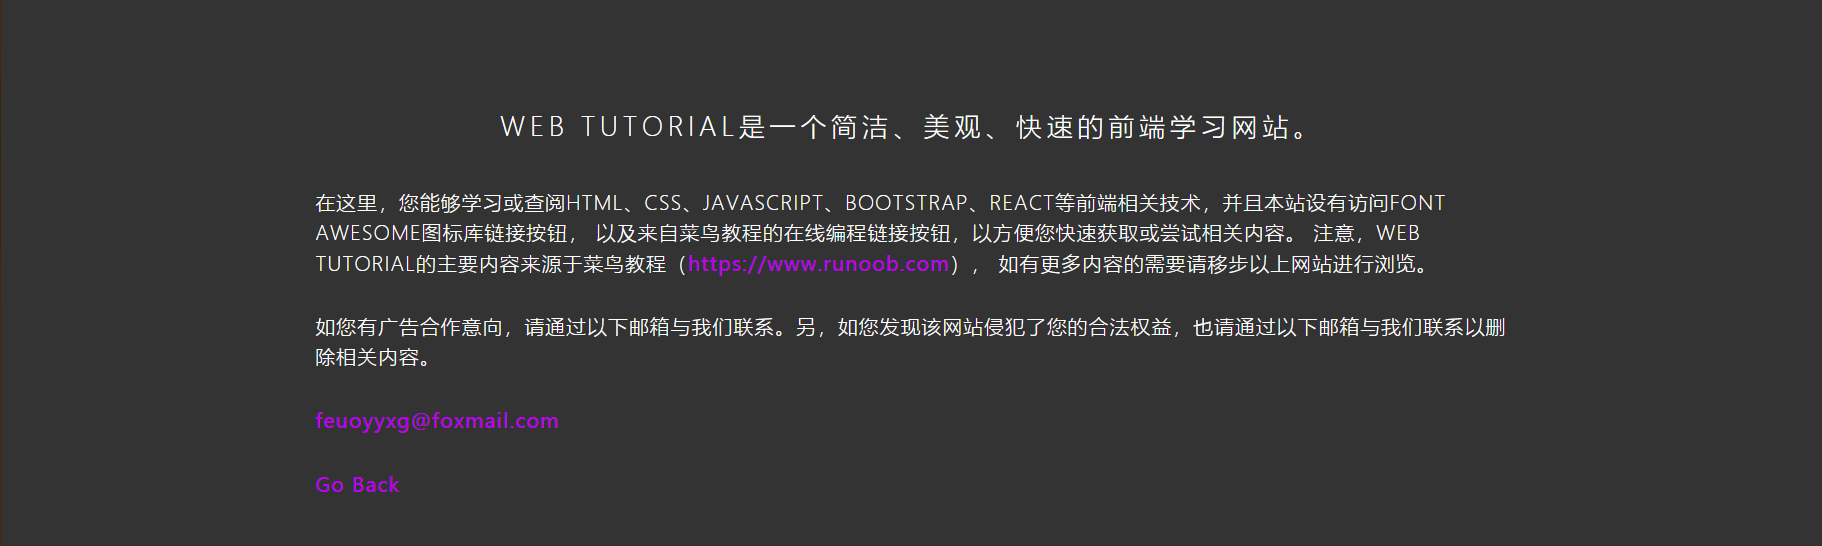 WEB TUTORIAL是一个简洁、美观、快速的前端学习网站。
在这里，您能够学习或查阅HTML、CSS、JAVASCRIPT、BOOTSTRAP、REACT等前端相关技术，并且本站设有访问FONT
AWESOME图标库链接按钮， 以及来自菜鸟教程的在线编程链接按钮，以方便您快速获取或尝试相关内容。 注意，WEB
TUTORIAL的主要内容来源于菜鸟教程（https://www.runoob.com）， 如有更多内容的需要请移步以上网站进行浏览。
如您有广告合作意向，请通过以下邮箱与我们联系。另，如您发现该网站侵犯了您的合法权益，也请通过以下邮箱与我们联系以删
除相关内容。
feuoyyxg@foxmail.com
Go Back